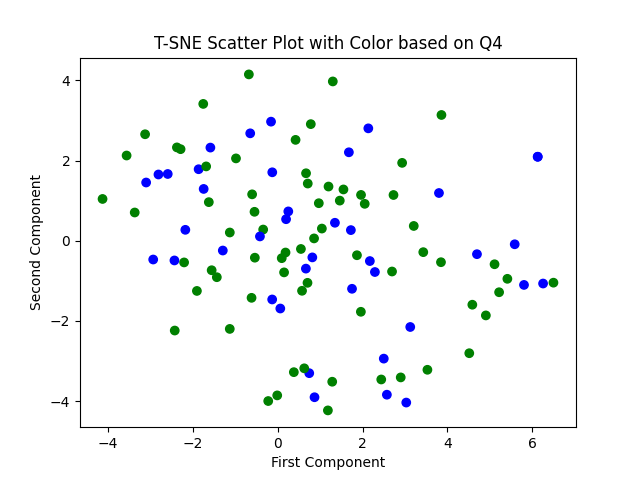 T-SNE Scatter Plot with Color based on Q4
4
2
0
−2
−4
Second Component
−4 −2 0 2 4 6
First Component